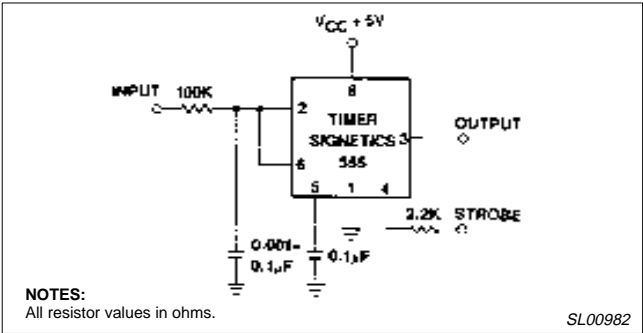 VCC + 5V
INPUT
100K
8
2
TIMER
SIGNETICS
3
OUTPUT
6
555
5
1
4
2.2K
STROBE
0.001–
0.1µF
0.1µF
NOTES:
All resistor values in ohms.
SL00982